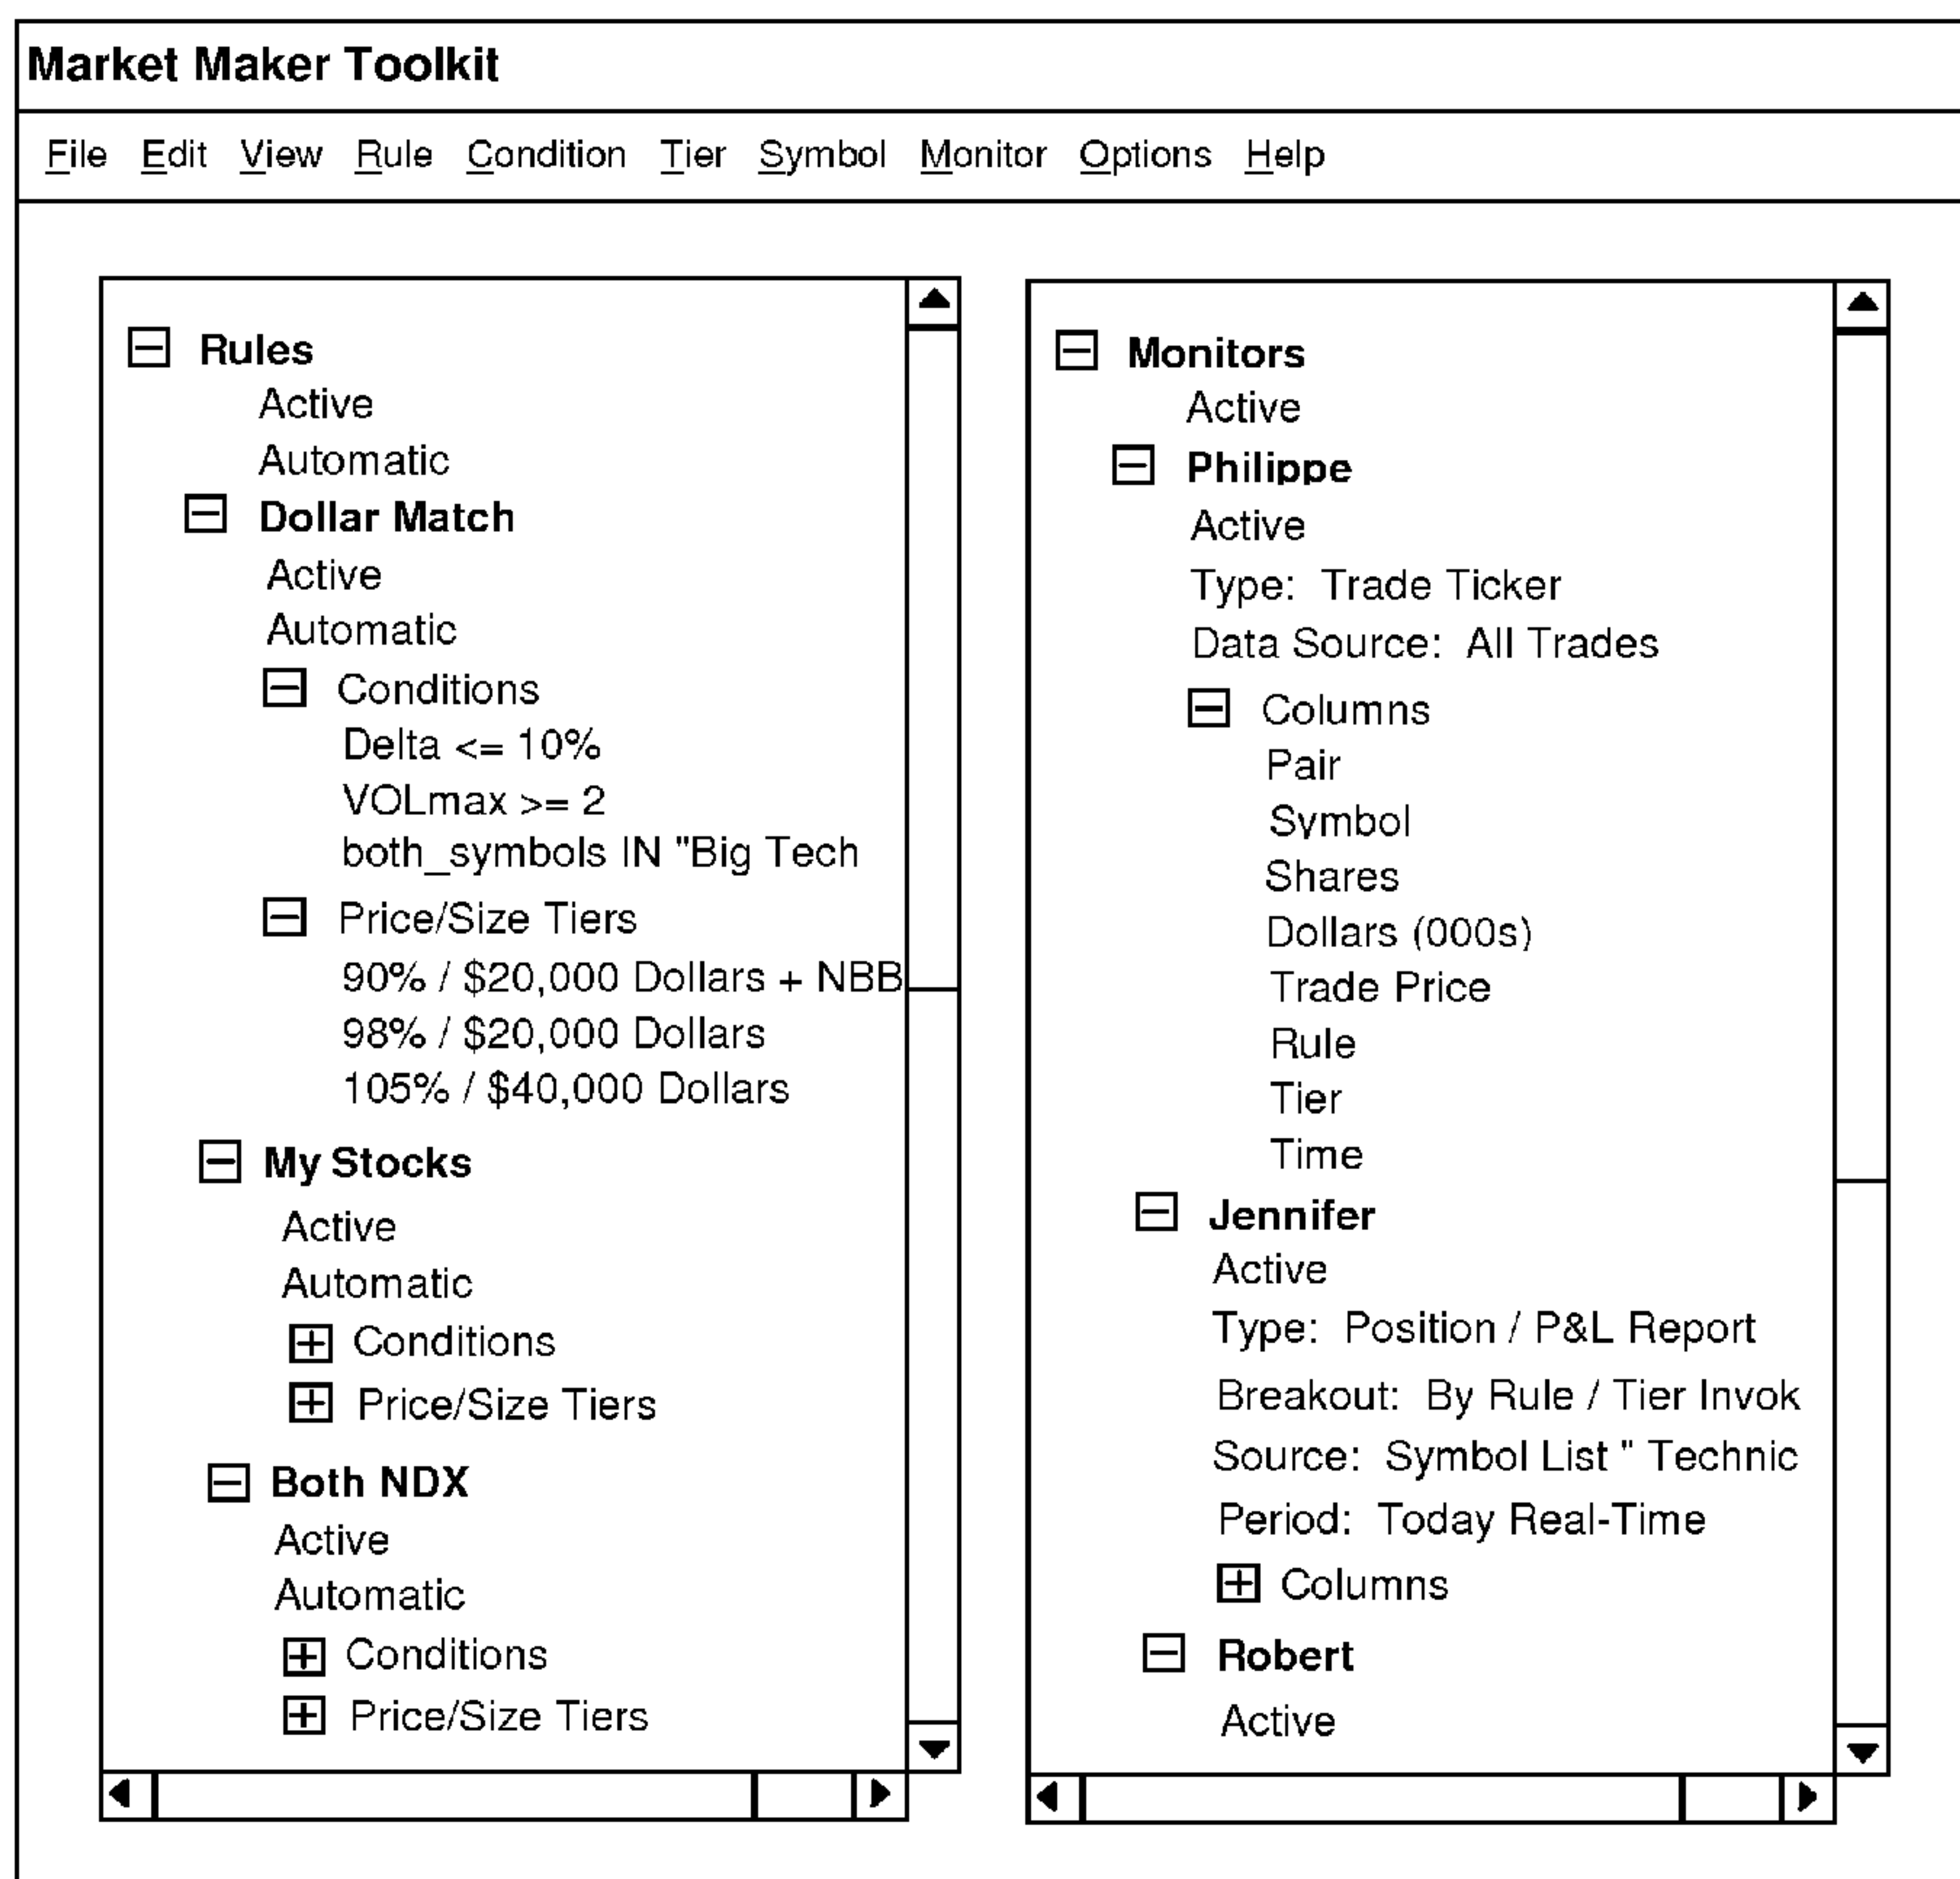 Market Maker Toolkit
File Edit View Rule Condition Tier Symbol Monitor Options Help
Rules
Active
Automatic
Dollar Match
Active
Automatic
Conditions
Delta <= 10%
VOLmax >= 2
both_symbols IN "Big Tech
Price/Size Tiers
90% / $20,000 Dollars + NBB
98% / $20,000 Dollars
105% / $40,000 Dollars
My Stocks
Active
Automatic
Conditions
Price/Size Tiers
Both NDX
Active
Automatic
Conditions
Price/Size Tiers
Monitors
Active
Philippe
Active
Type: Trade Ticker
Data Source: All Trades
Columns
Pair
Symbol
Shares
Dollars (000s)
Trade Price
Rule
Tier
Time
Jennifer
Active
Type: Position / P&L Report
Breakout: By Rule / Tier Invok
Source: Symbol List " Technic
Period: Today Real-Time
Columns
Robert
Active